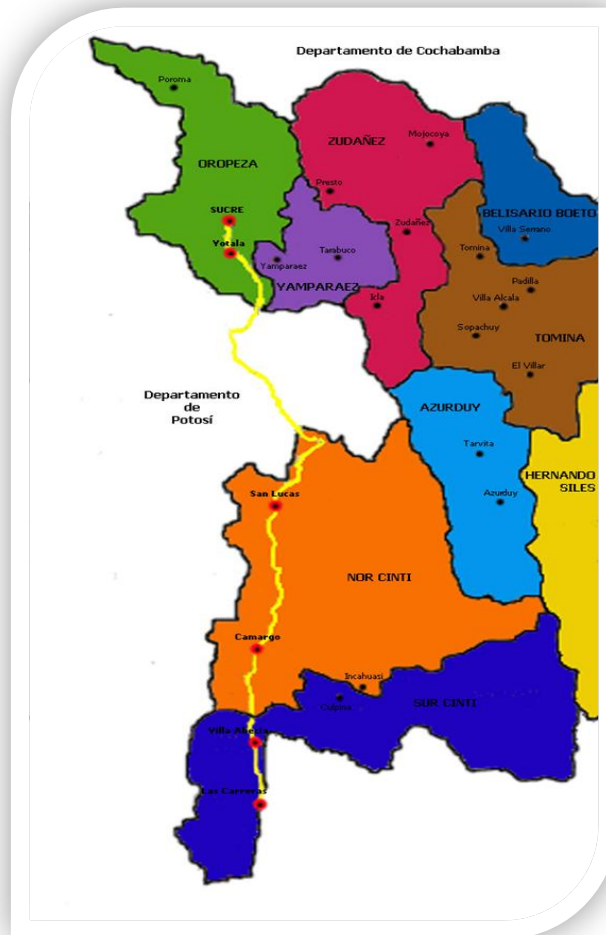 Departamento de Cochabamba
Poroma
Mojocoya
ZUDAÑEZ
OROPEZA
Presto
SUCRE
BELISARIO BOETO
Zudañez
Villa Serrano
Yotala
Tomina
Tarabuco
Yamparaez
YAMPARAEZ
Padilla
Icla
Villa Alcala
Sopachuy
TOMINA
El Villar
Departamento
de
Potosí
AZURDUY
Tarvita
HERNANDO
SILES
San Lucas
Azurduy
NOR CINTI
Camargo
Incahuasi
Culpina
SUR CINTI
Villa Abecia
Las Carreras